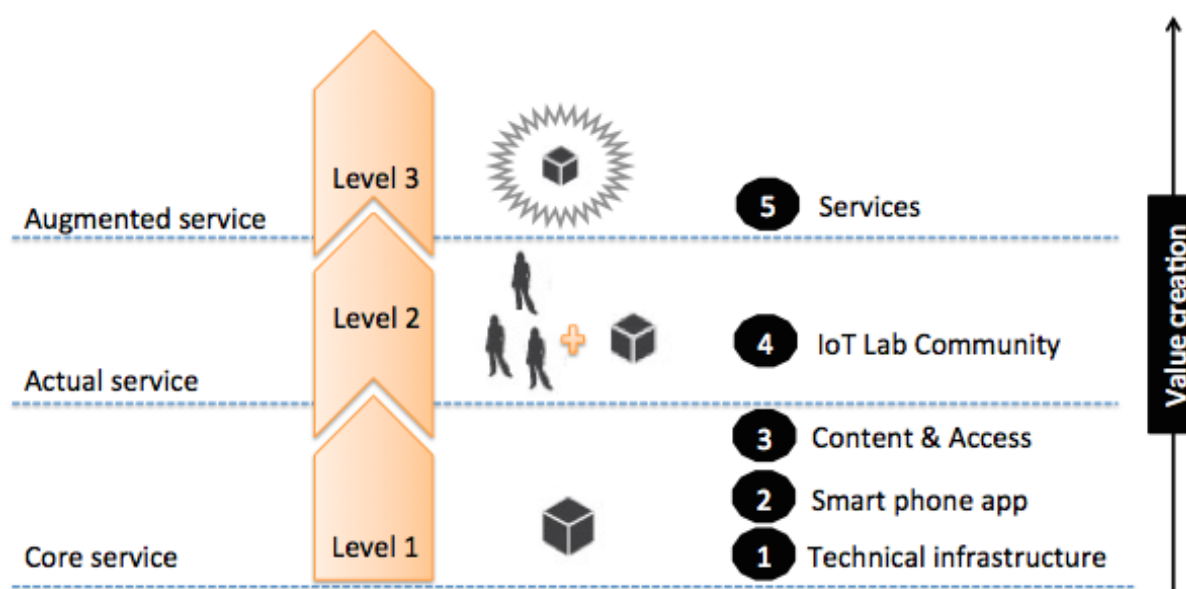 Level 3
Augmented service
5 Services
Level 2
Actual service
4 IoT Lab Community
3 Content & Access
2 Smart phone app
Level 1
Core service
1 Technical infrastructure
Value creation